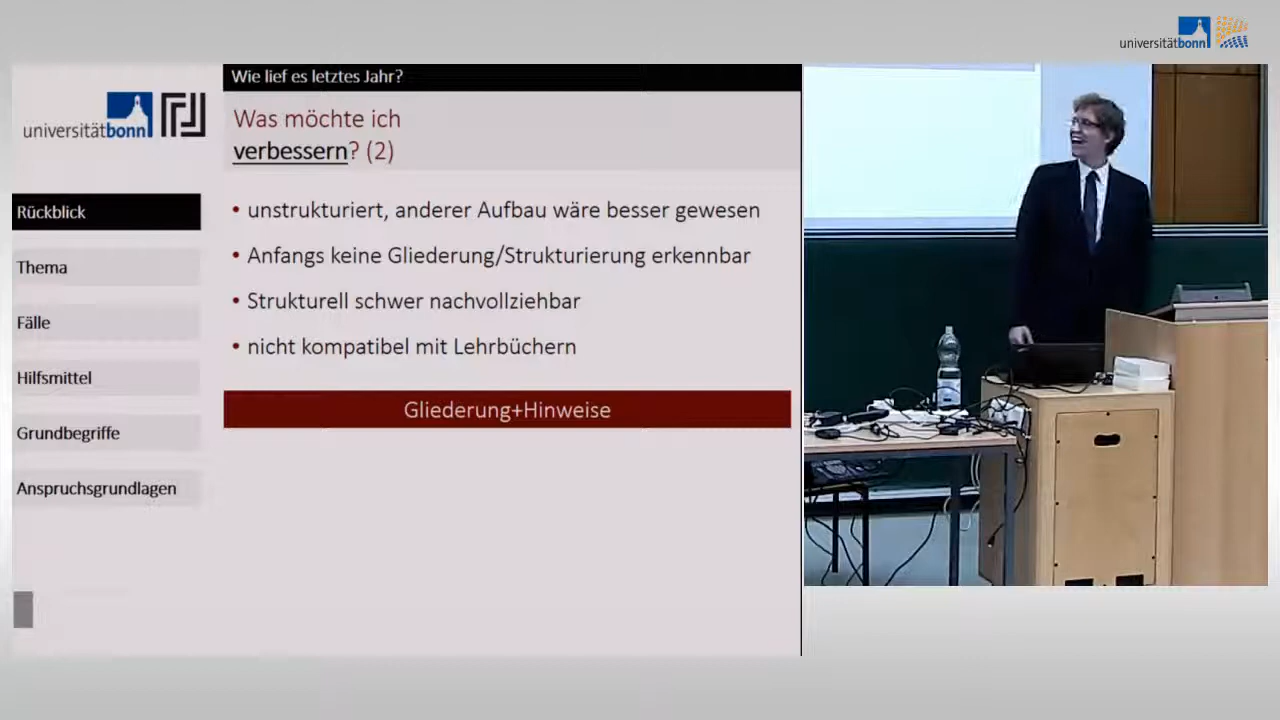 universitätbonn
Wie lief es letztes Jahr?
universitätbonn
Was möchte ich
verbessern? (2)
Rückblick
Thema
Fälle
Hilfsmittel
Grundbegriffe
Anspruchsgrundlagen
• unstrukturiert, anderer Aufbau wäre besser gewesen
• Anfangs keine Gliederung/Strukturierung erkennbar
• Strukturell schwer nachvollziehbar
• nicht kompatibel mit Lehrbüchern
Gliederung+Hinweise